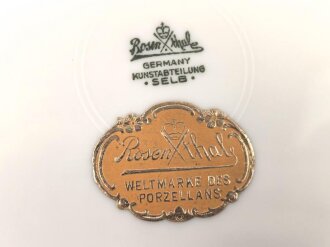 Rosenthal
GERMANY
KUNSTABTEILUNG
· SELB ·
Rosenthal
WELTMARKE DES
PORZELLANS